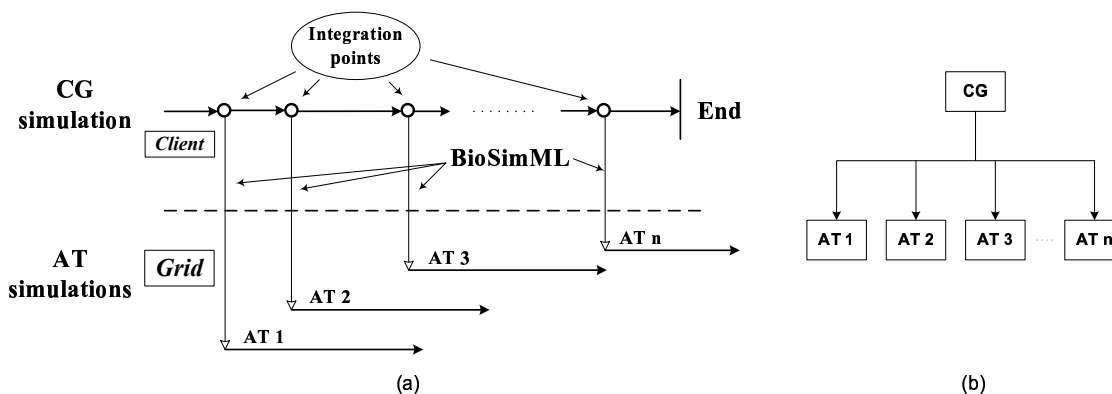 Integration
points
CG
simulation
Client
End
BioSimML
AT
simulations
Grid
AT n
AT 3
AT 2
AT 1
(a)
CG
AT 1
AT 2
AT 3
AT n
(b)